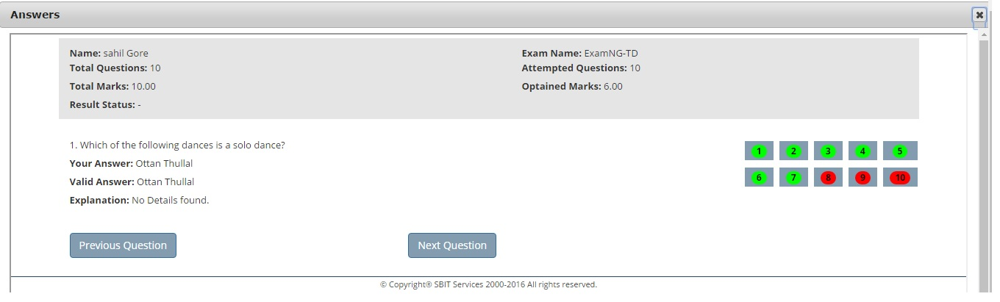 Answers
Name: sahil Gore Exam Name: ExamNG-TD
Total Questions: 10 Attempted Questions: 10
Total Marks: 10.00 Optained Marks: 6.00
Result Status: -
1. Which of the following dances is a solo dance?
Your Answer: Ottan Thullal
Valid Answer: Ottan Thullal
Explanation: No Details found.
1 2 3 4 5
6 7 8 9 10
Previous Question Next Question
© Copyright® SBIT Services 2000-2016 All rights reserved.